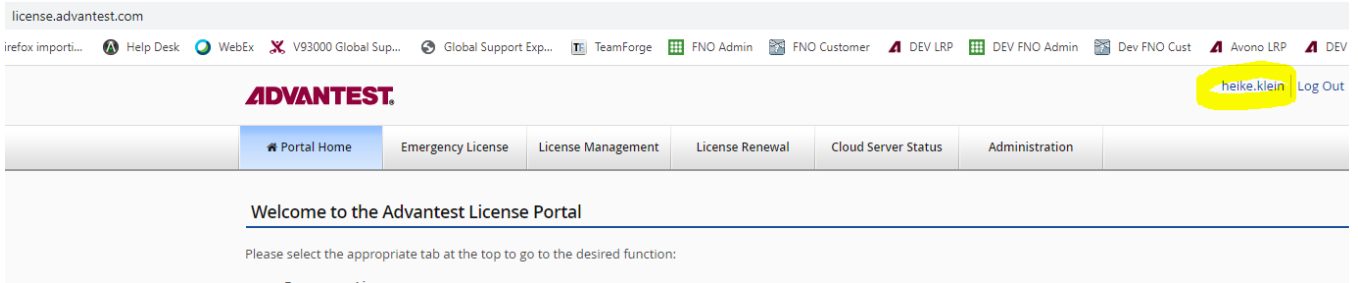 license.advantest.com
irefox importi... Help Desk WebEx V93000 Global Sup... Global Support Exp... TF TeamForge FNO Admin FNO Customer DEV LRP DEV FNO Admin Dev FNO Cust Avono LRP DEV
heike.klein Log Out
ADVANTEST.
Portal Home Emergency License License Management License Renewal Cloud Server Status Administration
Welcome to the Advantest License Portal
Please select the appropriate tab at the top to go to the desired function: